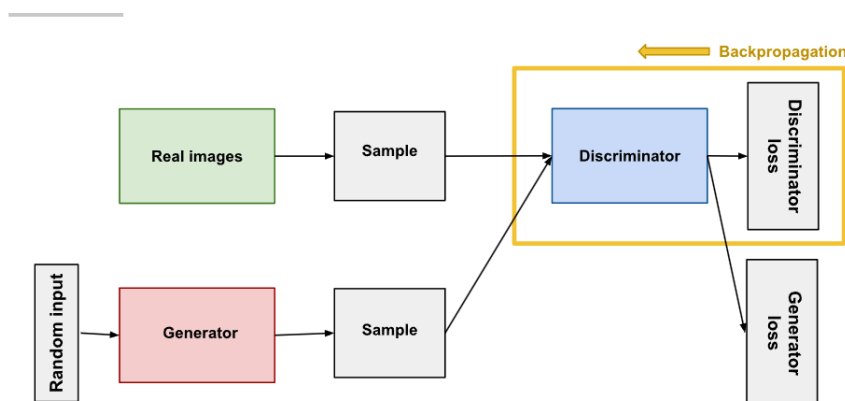 Backpropagation
Real images
Sample
Discriminator
Discriminator
loss
Random input
Generator
Sample
Generator
loss